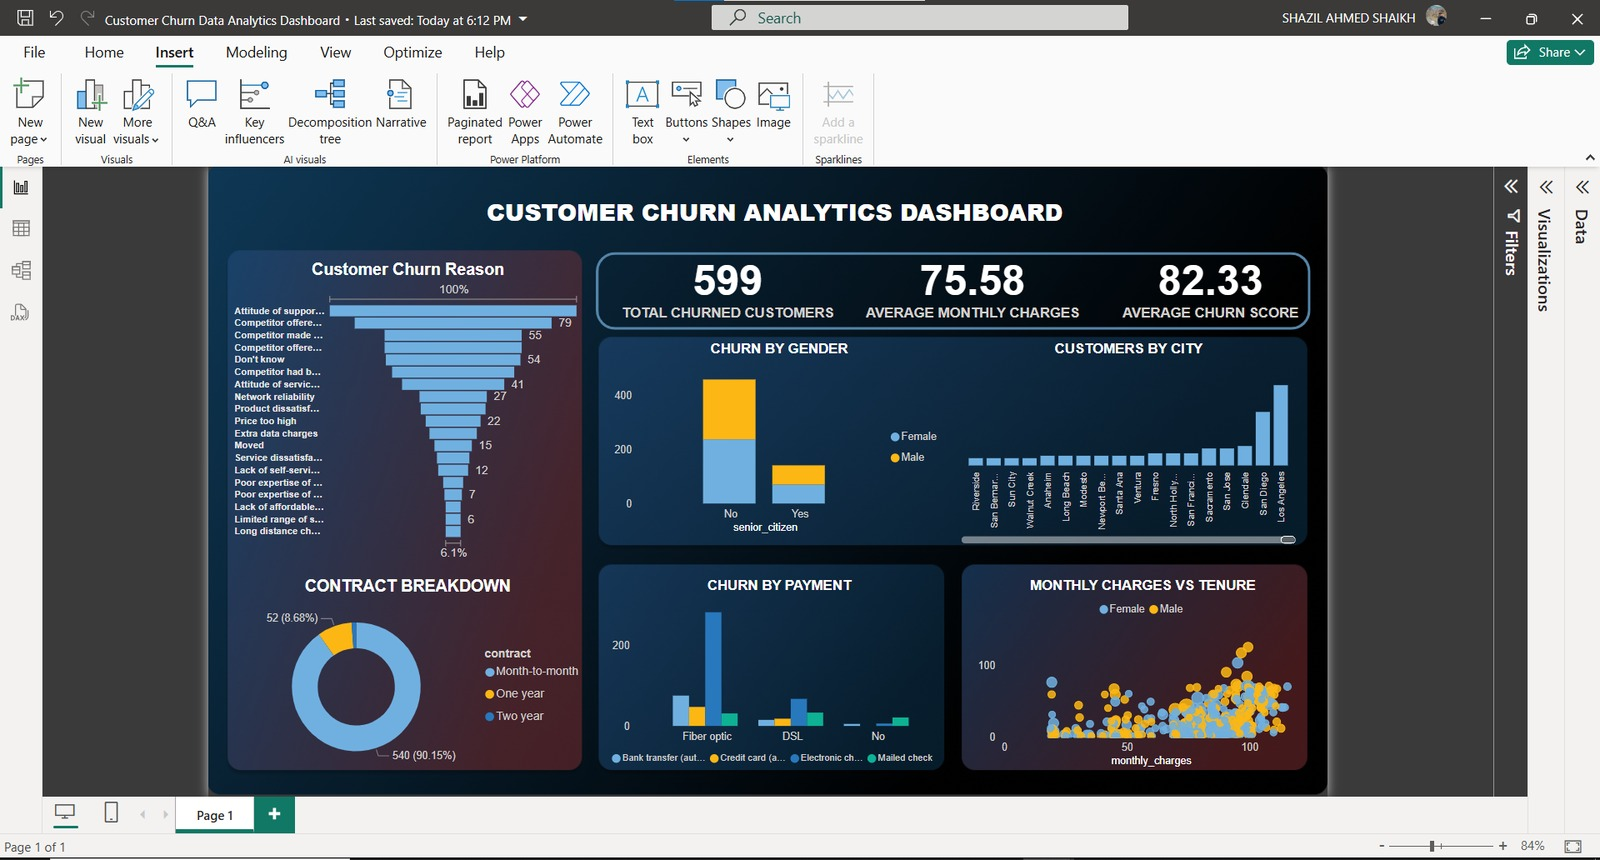 Customer Churn Data Analytics Dashboard • Last saved: Today at 6:12 PM
Search
SHAZIL AHMED SHAIKH
File Home Insert Modeling View Optimize Help
Share
New page
New visual
More visuals
Q&A
Key influencers
Decomposition tree
Narrative
Paginated report
Power Apps
Power Automate
Text box
Buttons
Shapes
Image
Add a sparkline
Pages
Visuals
AI visuals
Power Platform
Elements
Sparklines
DAX
Filters
Visualizations
Data
CUSTOMER CHURN ANALYTICS DASHBOARD
Customer Churn Reason
100%
Attitude of suppor...
Competitor offere... 79
Competitor made ... 55
Competitor offere...
Don't know 54
Competitor had b...
Attitude of servic... 41
Network reliability 27
Product dissatisf...
Price too high 22
Extra data charges
Moved 15
Service dissatisfa...
Lack of self-servi... 12
Poor expertise of ...
Poor expertise of ... 7
Lack of affordable...
Limited range of s... 6
Long distance ch...
6.1%
599
TOTAL CHURNED CUSTOMERS
75.58
AVERAGE MONTHLY CHARGES
82.33
AVERAGE CHURN SCORE
CHURN BY GENDER
400
200
0
No Yes
senior_citizen
Female
Male
CUSTOMERS BY CITY
Riverside
San Bernar...
Sun City
Walnut Creek
Anaheim
Long Beach
Modesto
Newport Be...
Santa Ana
Ventura
Fresno
North Holly...
San Franci...
Sacramento
San Jose
Glendale
San Diego
Los Angeles
CONTRACT BREAKDOWN
52 (8.68%)
540 (90.15%)
contract
Month-to-month
One year
Two year
CHURN BY PAYMENT
200
0
Fiber optic DSL No
Bank transfer (aut... Credit card (a... Electronic ch... Mailed check
MONTHLY CHARGES VS TENURE
Female Male
100
0
0 50 100
monthly_charges
Page 1
Page 1 of 1
84%